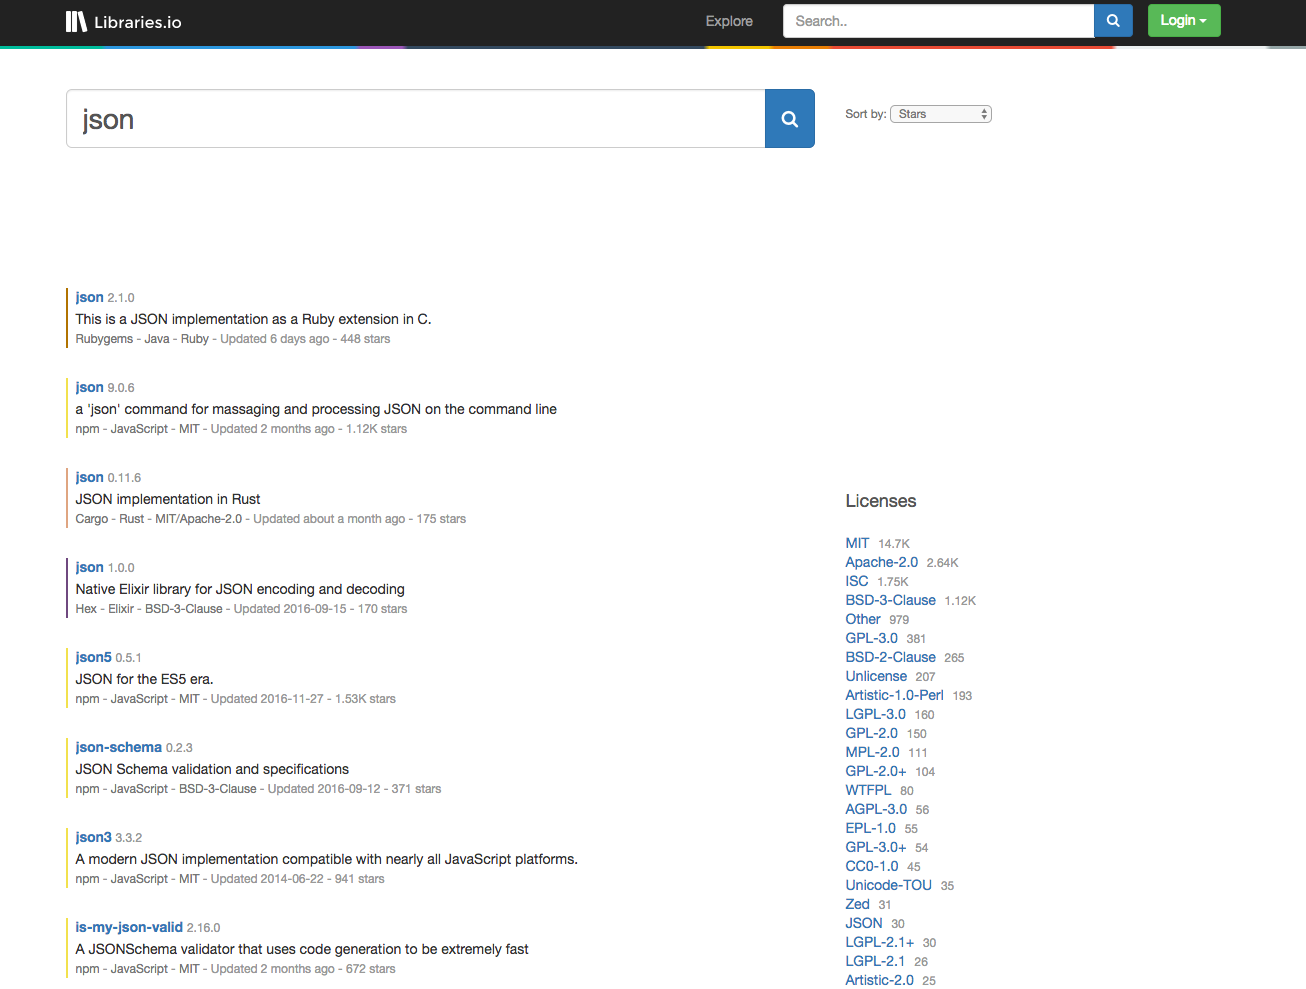 Libraries.io
Explore
Search..
Login
json
Sort by: Stars
json 2.1.0
This is a JSON implementation as a Ruby extension in C.
Rubygems - Java - Ruby - Updated 6 days ago - 448 stars
json 9.0.6
a 'json' command for massaging and processing JSON on the command line
npm - JavaScript - MIT - Updated 2 months ago - 1.12K stars
json 0.11.6
JSON implementation in Rust
Cargo - Rust - MIT/Apache-2.0 - Updated about a month ago - 175 stars
json 1.0.0
Native Elixir library for JSON encoding and decoding
Hex - Elixir - BSD-3-Clause - Updated 2016-09-15 - 170 stars
json5 0.5.1
JSON for the ES5 era.
npm - JavaScript - MIT - Updated 2016-11-27 - 1.53K stars
json-schema 0.2.3
JSON Schema validation and specifications
npm - JavaScript - BSD-3-Clause - Updated 2016-09-12 - 371 stars
json3 3.3.2
A modern JSON implementation compatible with nearly all JavaScript platforms.
npm - JavaScript - MIT - Updated 2014-06-22 - 941 stars
is-my-json-valid 2.16.0
A JSONSchema validator that uses code generation to be extremely fast
npm - JavaScript - MIT - Updated 2 months ago - 672 stars
Licenses
MIT 14.7K
Apache-2.0 2.64K
ISC 1.75K
BSD-3-Clause 1.12K
Other 979
GPL-3.0 381
BSD-2-Clause 265
Unlicense 207
Artistic-1.0-Perl 193
LGPL-3.0 160
GPL-2.0 150
MPL-2.0 111
GPL-2.0+ 104
WTFPL 80
AGPL-3.0 56
EPL-1.0 55
GPL-3.0+ 54
CC0-1.0 45
Unicode-TOU 35
Zed 31
JSON 30
LGPL-2.1+ 30
LGPL-2.1 26
Artistic-2.0 25